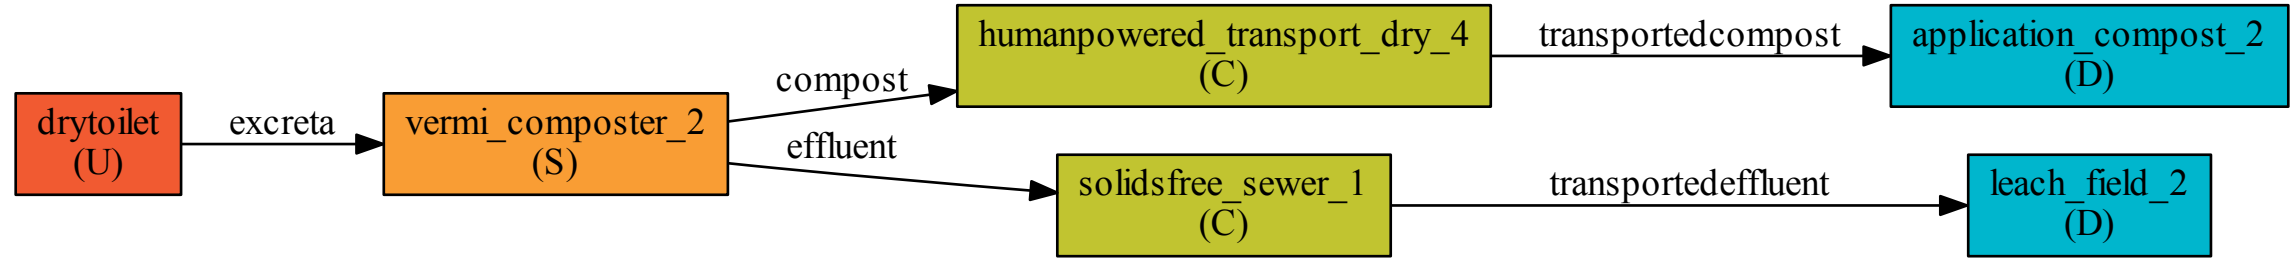 drytoilet
(U)
excreta
vermi_composter_2
(S)
compost
effluent
humanpowered_transport_dry_4
(C)
solidsfree_sewer_1
(C)
transportedcompost
transportedeffluent
application_compost_2
(D)
leach_field_2
(D)